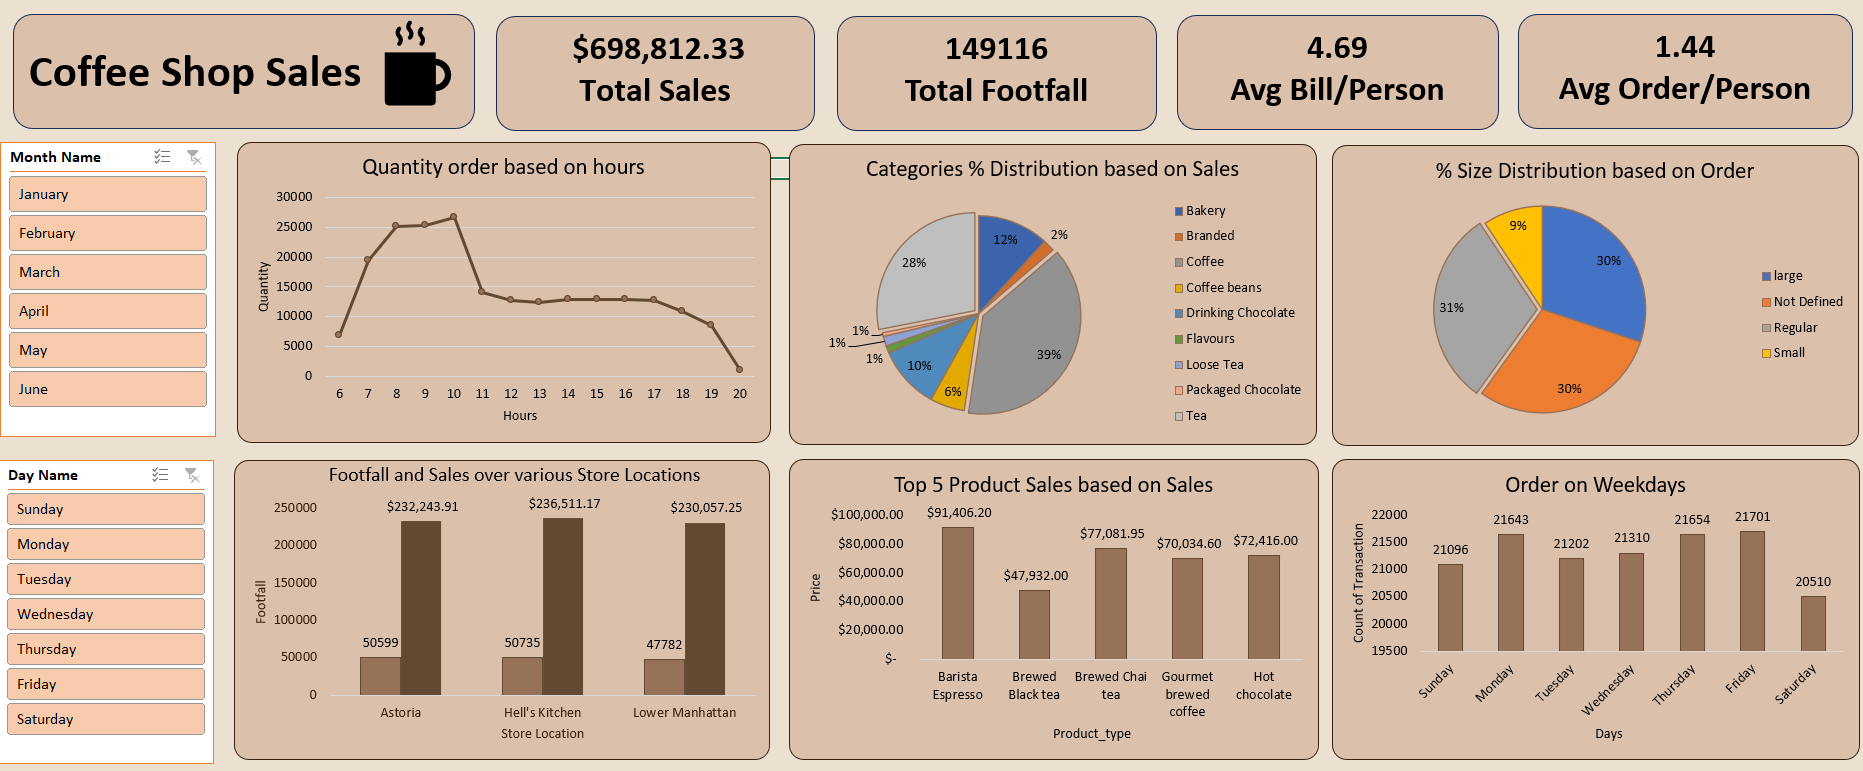 Coffee Shop Sales
$698,812.33
Total Sales
149116
Total Footfall
4.69
Avg Bill/Person
1.44
Avg Order/Person
Month Name
January
February
March
April
May
June
Quantity order based on hours
30000
25000
20000
15000
10000
5000
0
Quantity
6 7 8 9 10 11 12 13 14 15 16 17 18 19 20
Hours
Categories % Distribution based on Sales
12%
2%
39%
6%
10%
1%
1%
1%
28%
Bakery
Branded
Coffee
Coffee beans
Drinking Chocolate
Flavours
Loose Tea
Packaged Chocolate
Tea
% Size Distribution based on Order
30%
30%
31%
9%
large
Not Defined
Regular
Small
Day Name
Sunday
Monday
Tuesday
Wednesday
Thursday
Friday
Saturday
Footfall and Sales over various Store Locations
250000
200000
150000
100000
50000
0
Footfall
50599
$232,243.91
50735
$236,511.17
47782
$230,057.25
Astoria
Hell's Kitchen
Lower Manhattan
Store Location
Top 5 Product Sales based on Sales
$100,000.00
$80,000.00
$60,000.00
$40,000.00
$20,000.00
$-
Price
$91,406.20
$47,932.00
$77,081.95
$70,034.60
$72,416.00
Barista
Espresso
Brewed
Black tea
Brewed Chai
tea
Gourmet
brewed
coffee
Hot
chocolate
Product_type
Order on Weekdays
22000
21500
21000
20500
20000
19500
Count of Transaction
21096
21643
21202
21310
21654
21701
20510
Sunday
Monday
Tuesday
Wednesday
Thursday
Friday
Saturday
Days